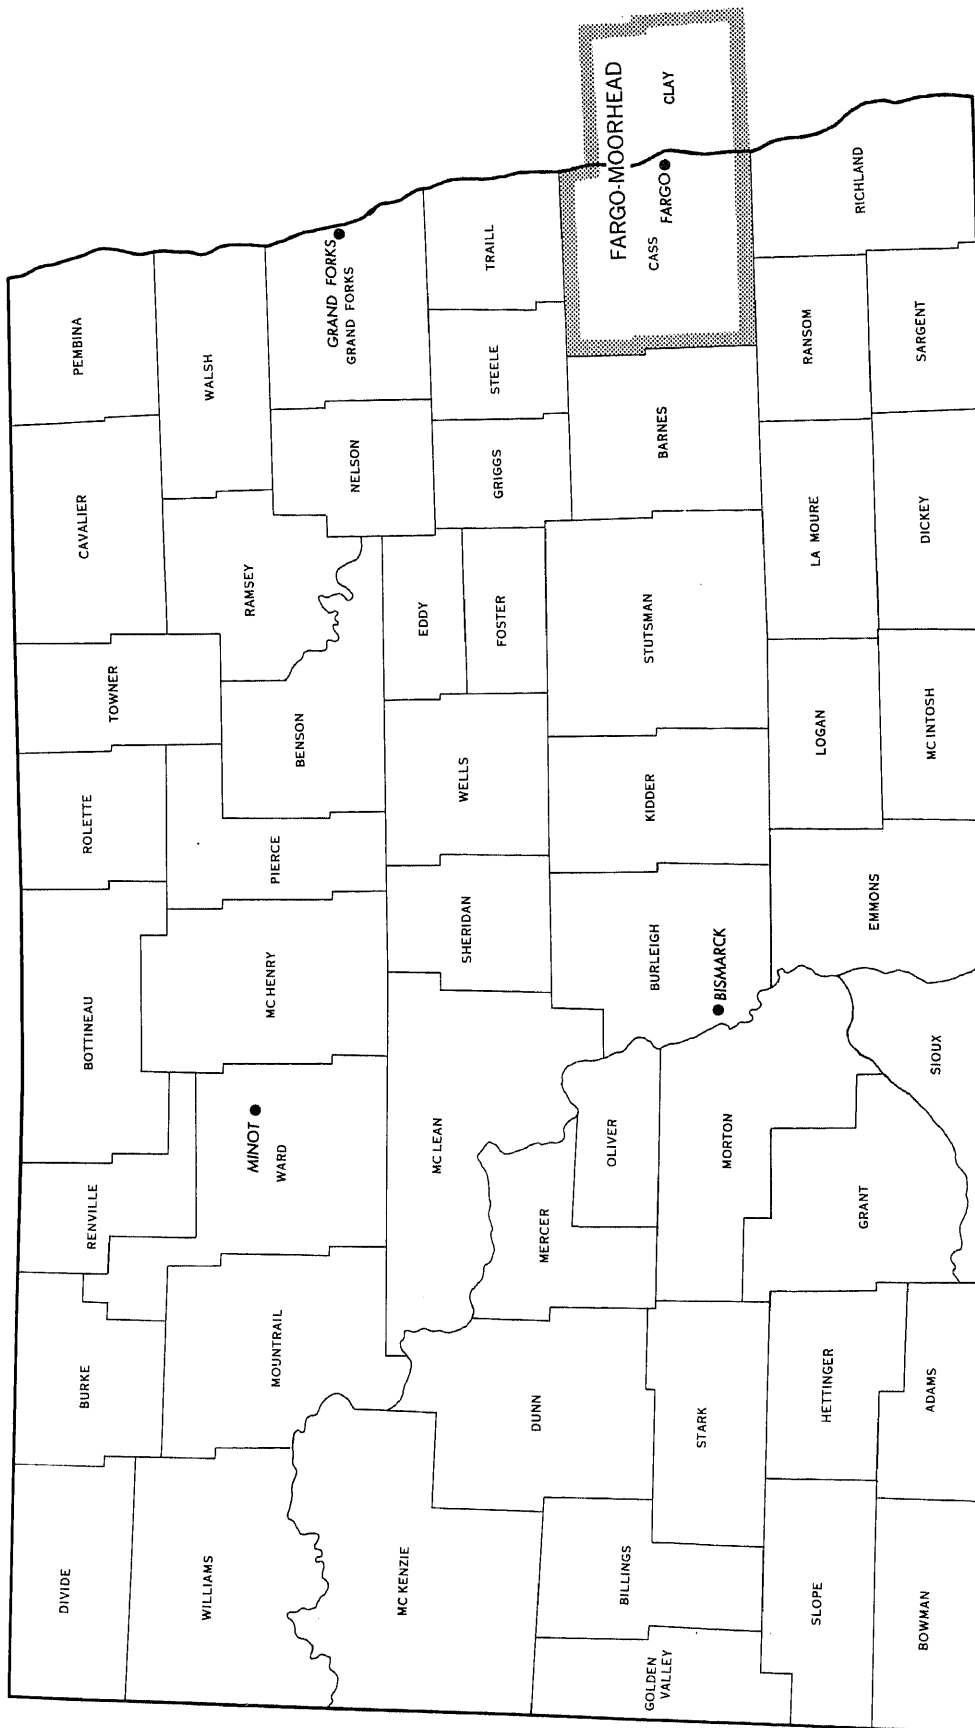 DIVIDE
BURKE
RENVILLE
BOTTINEAU
ROLETTE
TOWNER
CAVALIER
PEMBINA
WILLIAMS
MOUNTRAIL
MINOT
WARD
MC HENRY
PIERCE
BENSON
RAMSEY
WALSH
MC KENZIE
MC LEAN
SHERIDAN
WELLS
EDDY
FOSTER
NELSON
GRAND FORKS
GRAND FORKS
GRIGGS
STEELE
TRAILL
GOLDEN
VALLEY
BILLINGS
DUNN
MERCER
OLIVER
BURLEIGH
BISMARCK
KIDDER
STUTSMAN
BARNES
FARGO-MOORHEAD
CASS
FARGO
CLAY
STARK
MORTON
SLOPE
HETTINGER
GRANT
EMMONS
LOGAN
LA MOURE
RANSOM
RICHLAND
BOWMAN
ADAMS
SIOUX
MC INTOSH
DICKEY
SARGENT